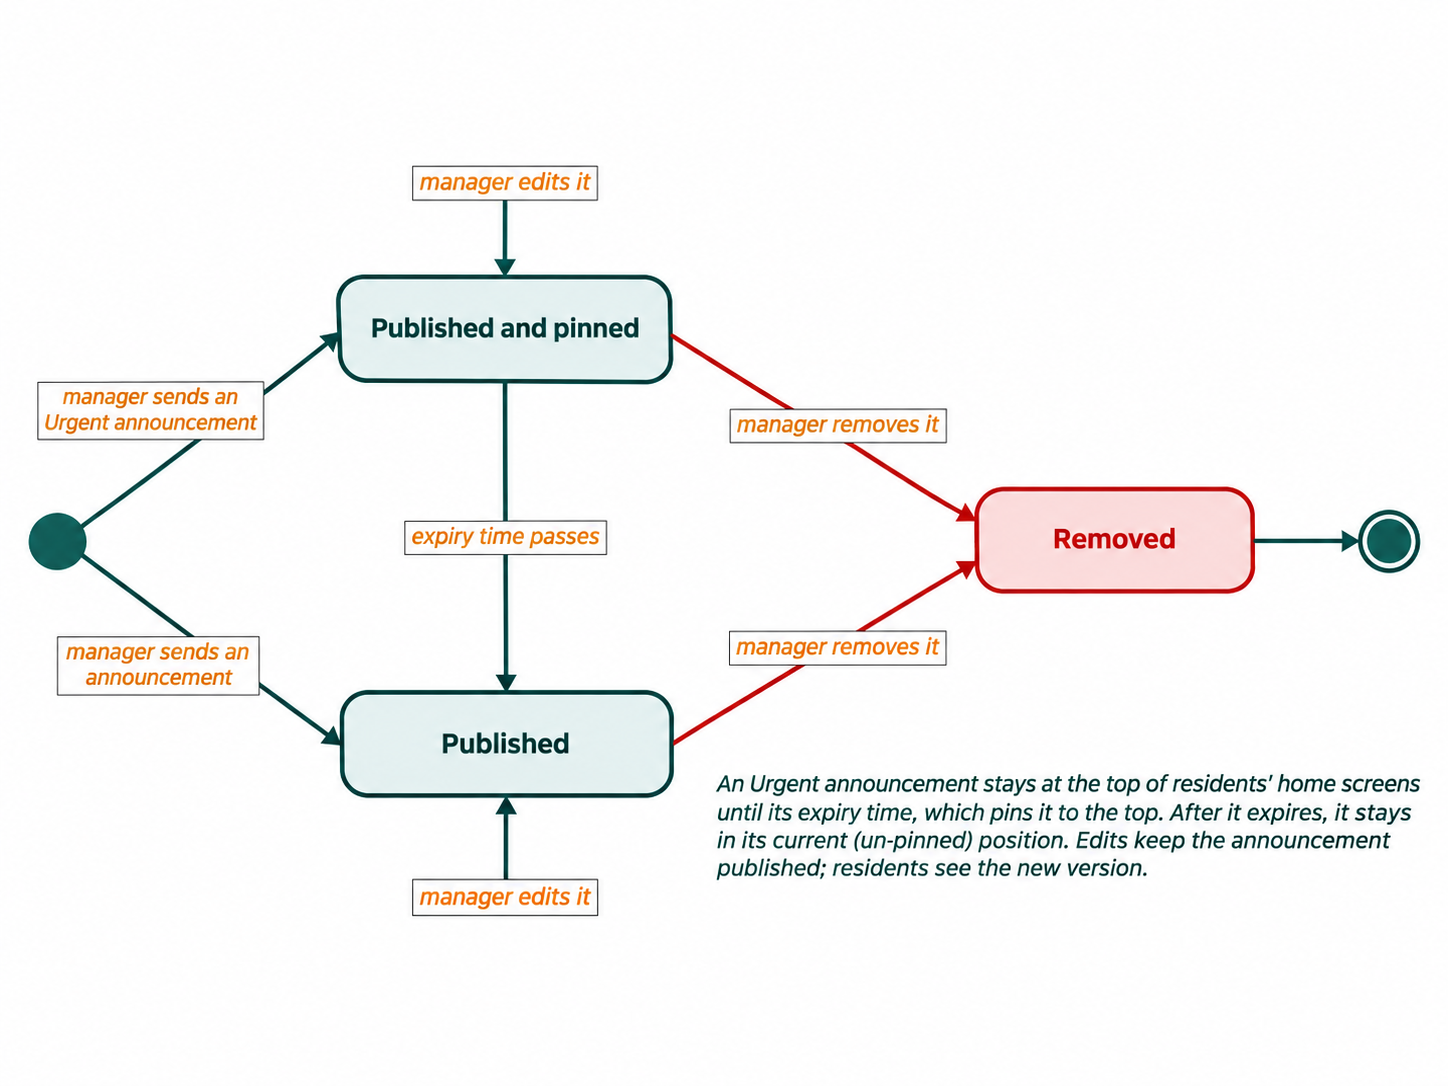 manager edits it
Published and pinned
manager sends an
Urgent announcement
manager removes it
expiry time passes
Removed
manager sends an
announcement
manager removes it
Published
An Urgent announcement stays at the top of residents' home screens
until its expiry time, which pins it to the top. After it expires, it stays
in its current (un-pinned) position. Edits keep the announcement
published; residents see the new version.
manager edits it